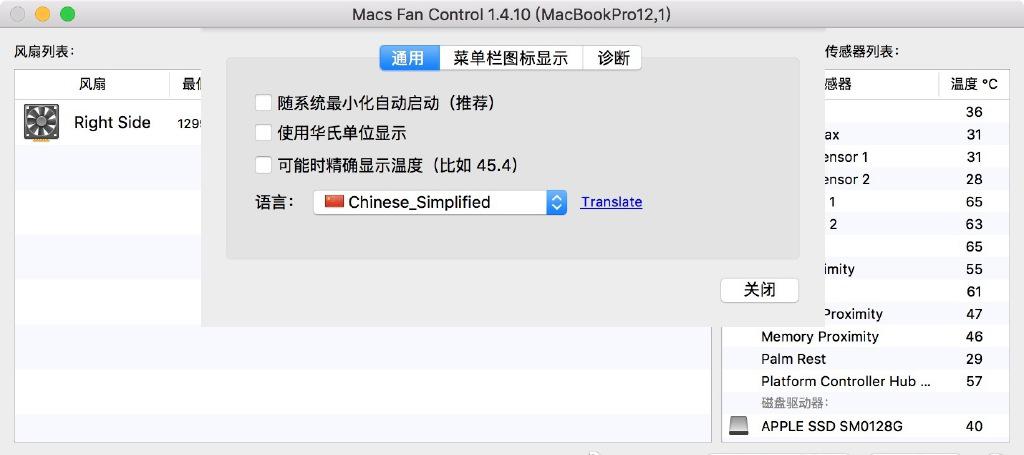 Macs Fan Control 1.4.10 (MacBookPro12,1)
风扇列表:
风扇
Right Side
129
通用
菜单栏图标显示
诊断
随系统最小化自动启动（推荐）
使用华氏单位显示
可能时精确显示温度（比如 45.4）
语言：
Chinese_Simplified
Translate
关闭
传感器列表:
感器 温度 °C
36
ax 31
ensor 1 31
ensor 2 28
1 65
2 63
65
imity 55
61
Proximity 47
Memory Proximity 46
Palm Rest 29
Platform Controller Hub ... 57
磁盘驱动器:
APPLE SSD SM0128G 40